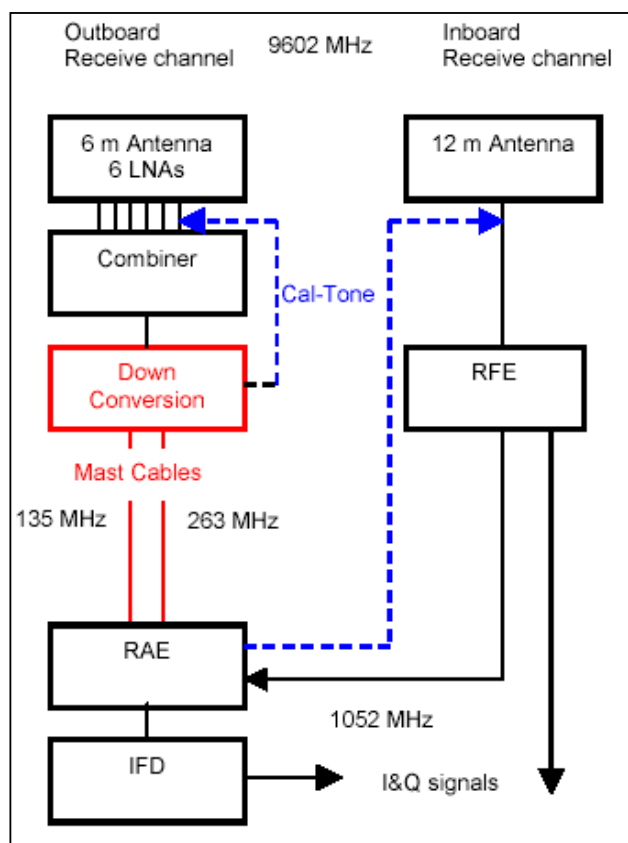 Outboard
Receive channel
9602 MHz
Inboard
Receive channel
6 m Antenna
6 LNAs
12 m Antenna
Combiner
Cal-Tone
Down
Conversion
RFE
Mast Cables
135 MHz
263 MHz
RAE
1052 MHz
IFD
I&Q signals